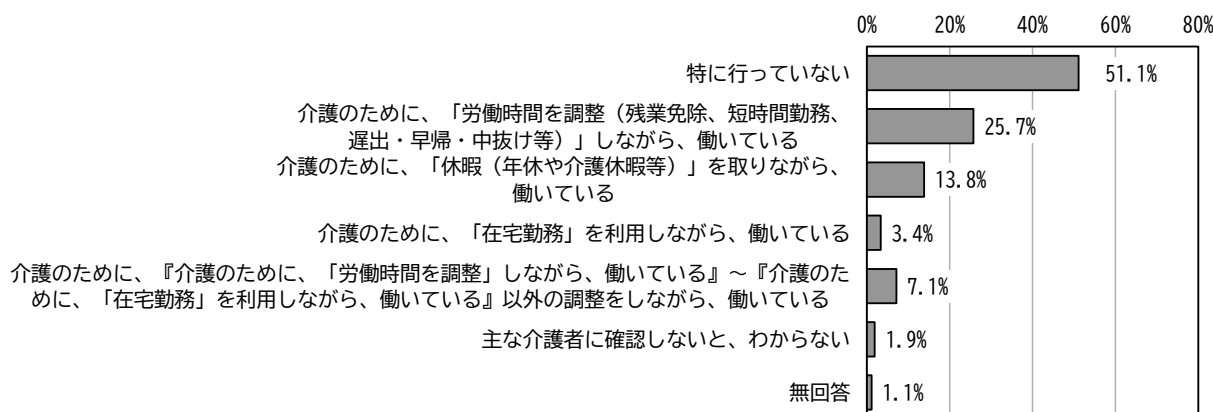 0% 20% 40% 60% 80%
特に行っていない 51.1%
介護のために、「労働時間を調整（残業免除、短時間勤務、
遅出・早帰・中抜け等）」しながら、働いている 25.7%
介護のために、「休暇（年休や介護休暇等）」を取りながら、
働いている 13.8%
介護のために、「在宅勤務」を利用しながら、働いている 3.4%
介護のために、『介護のために、「労働時間を調整」しながら、働いている』～『介護のた
めに、「在宅勤務」を利用しながら、働いている』以外の調整をしながら、働いている 7.1%
主な介護者に確認しないと、わからない 1.9%
無回答 1.1%